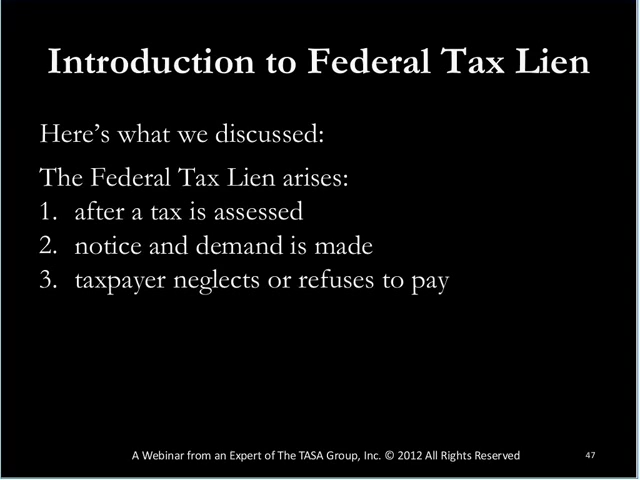 Introduction to Federal Tax Lien
Here’s what we discussed:
The Federal Tax Lien arises:
1. after a tax is assessed
2. notice and demand is made
3. taxpayer neglects or refuses to pay
A Webinar from an Expert of The TASA Group, Inc. © 2012 All Rights Reserved
47